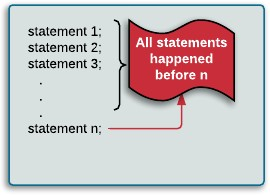 statement 1;
statement 2;
statement 3;
.
.
.
statement n;
All statements
happened
before n